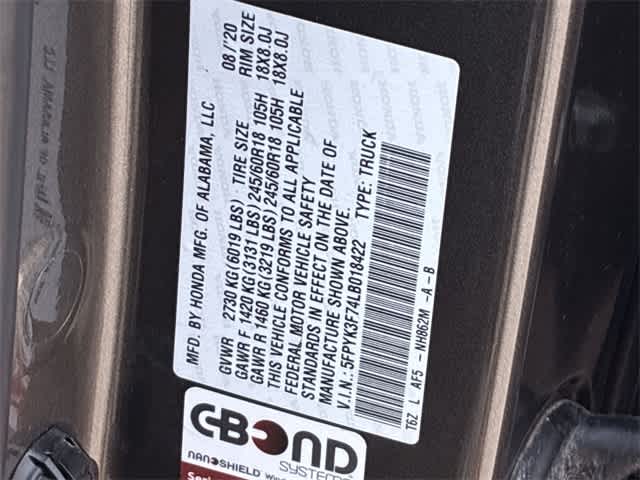 MFD. BY HONDA MFG. OF ALABAMA, LLC 08/'20
GVWR 2730 KG (6019 LBS) TIRE SIZE RIM SIZE
GAWR F 1420 KG (3131 LBS) 245/60R18 105H 18X8.0J
GAWR R 1460 KG (3219 LBS) 245/60R18 105H 18X8.0J
THIS VEHICLE CONFORMS TO ALL APPLICABLE
FEDERAL MOTOR VEHICLE SAFETY
STANDARDS IN EFFECT ON THE DATE OF
MANUFACTURE SHOWN ABOVE.
V.I.N.: 5FPYK3F74LB018422 TYPE: TRUCK
T6Z L AF5 - NH862M -A -B
C-BOND
SYSTEMS
NANOSHIELD